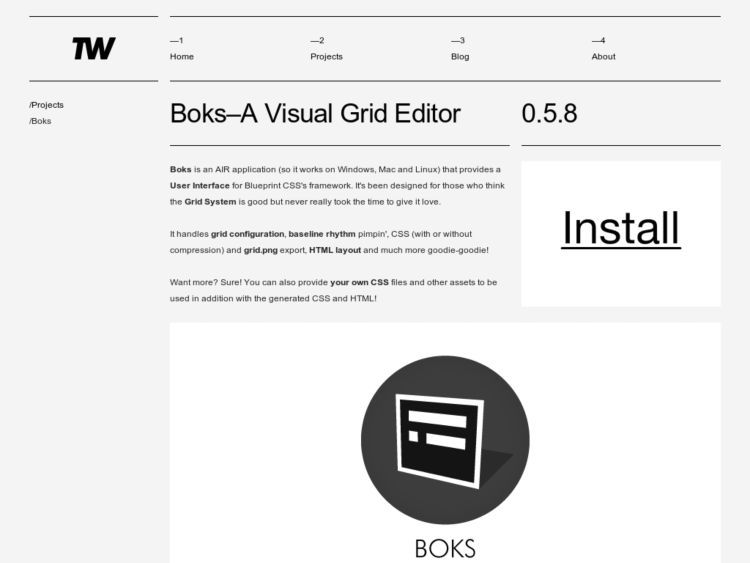 TW
—1
Home
—2
Projects
—3
Blog
—4
About
/Projects
/Boks
Boks–A Visual Grid Editor
0.5.8
Boks is an AIR application (so it works on Windows, Mac and Linux) that provides a
User Interface for Blueprint CSS's framework. It's been designed for those who think
the Grid System is good but never really took the time to give it love.
It handles grid configuration, baseline rhythm pimpin', CSS (with or without
compression) and grid.png export, HTML layout and much more goodie-goodie!
Want more? Sure! You can also provide your own CSS files and other assets to be
used in addition with the generated CSS and HTML!
Install
BOKS